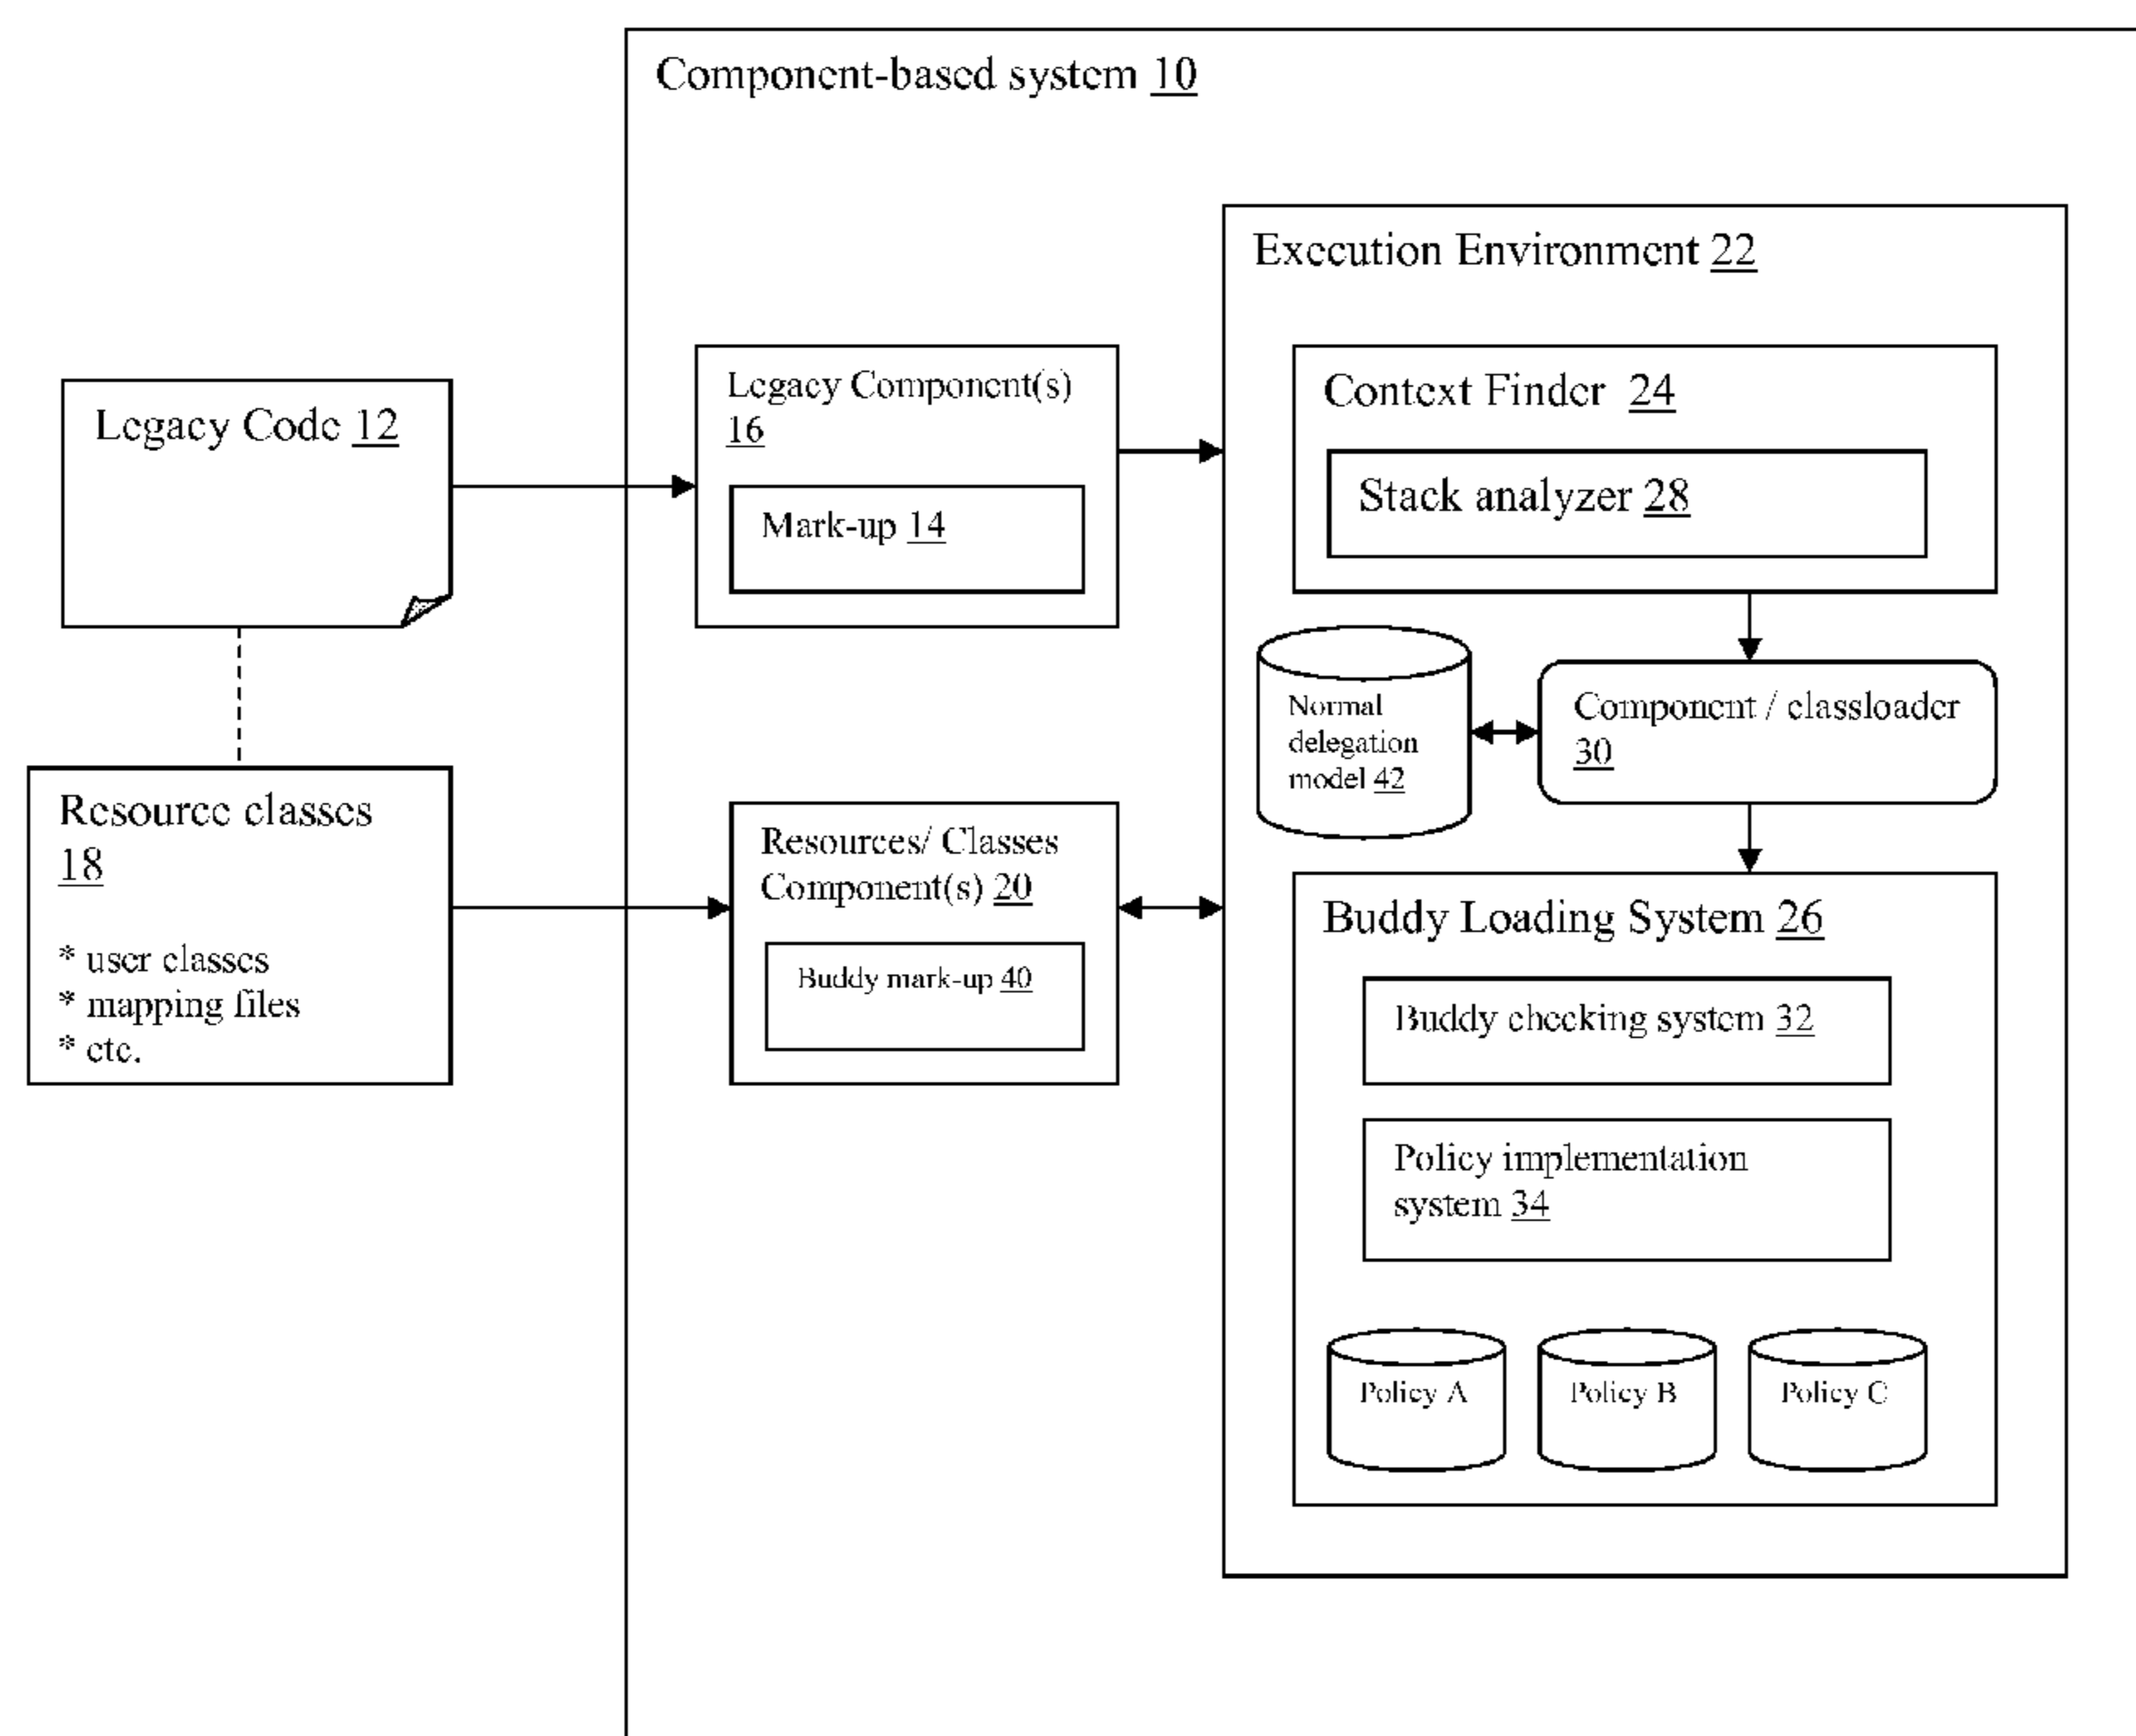 Component-based system 10
Execution Environment 22
Legacy Code 12
Legacy Component(s)
16
Mark-up 14
Context Finder 24
Stack analyzer 28
Normal
delegation
model 42
Component / classloader
30
Resource classes
18
* user classes
* mapping files
* etc.
Resources/ Classes
Component(s) 20
Buddy mark-up 40
Buddy Loading System 26
Buddy checking system 32
Policy implementation
system 34
Policy A
Policy B
Policy C